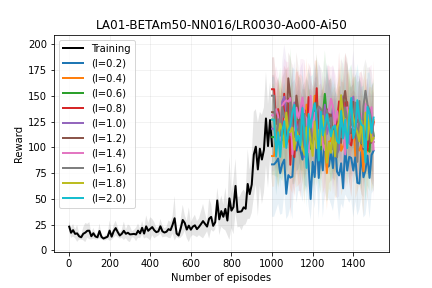 LA01-BETAm50-NN016/LR0030-Ao00-Ai50
200
175
150
125
100
75
50
25
0
Reward
Training
(I=0.2)
(I=0.4)
(I=0.6)
(I=0.8)
(I=1.0)
(I=1.2)
(I=1.4)
(I=1.6)
(I=1.8)
(I=2.0)
0 200 400 600 800 1000 1200 1400
Number of episodes